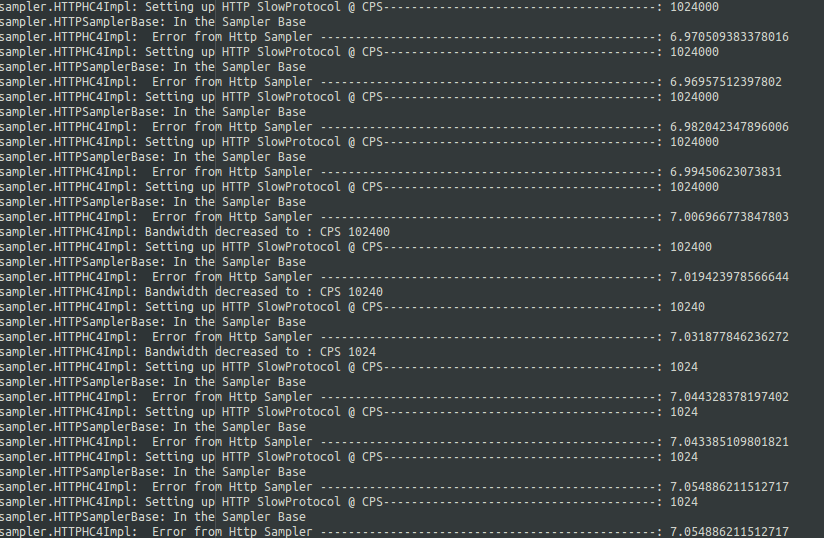 sampler.HTTPHC4Impl: Setting up HTTP SlowProtocol @ CPS---------------------------------------: 1024000
sampler.HTTPSamplerBase: In the Sampler Base
sampler.HTTPHC4Impl:  Error from Http Sampler ------------------------------------------------: 6.970509383378016
sampler.HTTPHC4Impl: Setting up HTTP SlowProtocol @ CPS---------------------------------------: 1024000
sampler.HTTPSamplerBase: In the Sampler Base
sampler.HTTPHC4Impl:  Error from Http Sampler ------------------------------------------------: 6.96957512397802
sampler.HTTPHC4Impl: Setting up HTTP SlowProtocol @ CPS---------------------------------------: 1024000
sampler.HTTPSamplerBase: In the Sampler Base
sampler.HTTPHC4Impl:  Error from Http Sampler ------------------------------------------------: 6.982042347896006
sampler.HTTPHC4Impl: Setting up HTTP SlowProtocol @ CPS---------------------------------------: 1024000
sampler.HTTPSamplerBase: In the Sampler Base
sampler.HTTPHC4Impl:  Error from Http Sampler ------------------------------------------------: 6.99450623073831
sampler.HTTPHC4Impl: Setting up HTTP SlowProtocol @ CPS---------------------------------------: 1024000
sampler.HTTPSamplerBase: In the Sampler Base
sampler.HTTPHC4Impl:  Error from Http Sampler ------------------------------------------------: 7.006966773847803
sampler.HTTPHC4Impl: Bandwidth decreased to : CPS 102400
sampler.HTTPHC4Impl: Setting up HTTP SlowProtocol @ CPS---------------------------------------: 102400
sampler.HTTPSamplerBase: In the Sampler Base
sampler.HTTPHC4Impl:  Error from Http Sampler ------------------------------------------------: 7.019423978566644
sampler.HTTPHC4Impl: Bandwidth decreased to : CPS 10240
sampler.HTTPHC4Impl: Setting up HTTP SlowProtocol @ CPS---------------------------------------: 10240
sampler.HTTPSamplerBase: In the Sampler Base
sampler.HTTPHC4Impl:  Error from Http Sampler ------------------------------------------------: 7.031877846236272
sampler.HTTPHC4Impl: Bandwidth decreased to : CPS 1024
sampler.HTTPHC4Impl: Setting up HTTP SlowProtocol @ CPS---------------------------------------: 1024
sampler.HTTPSamplerBase: In the Sampler Base
sampler.HTTPHC4Impl:  Error from Http Sampler ------------------------------------------------: 7.044328378197402
sampler.HTTPHC4Impl: Setting up HTTP SlowProtocol @ CPS---------------------------------------: 1024
sampler.HTTPSamplerBase: In the Sampler Base
sampler.HTTPHC4Impl:  Error from Http Sampler ------------------------------------------------: 7.043385109801821
sampler.HTTPHC4Impl: Setting up HTTP SlowProtocol @ CPS---------------------------------------: 1024
sampler.HTTPSamplerBase: In the Sampler Base
sampler.HTTPHC4Impl:  Error from Http Sampler ------------------------------------------------: 7.054886211512717
sampler.HTTPHC4Impl: Setting up HTTP SlowProtocol @ CPS---------------------------------------: 1024
sampler.HTTPSamplerBase: In the Sampler Base
sampler.HTTPHC4Impl:  Error from Http Sampler ------------------------------------------------: 7.054886211512717